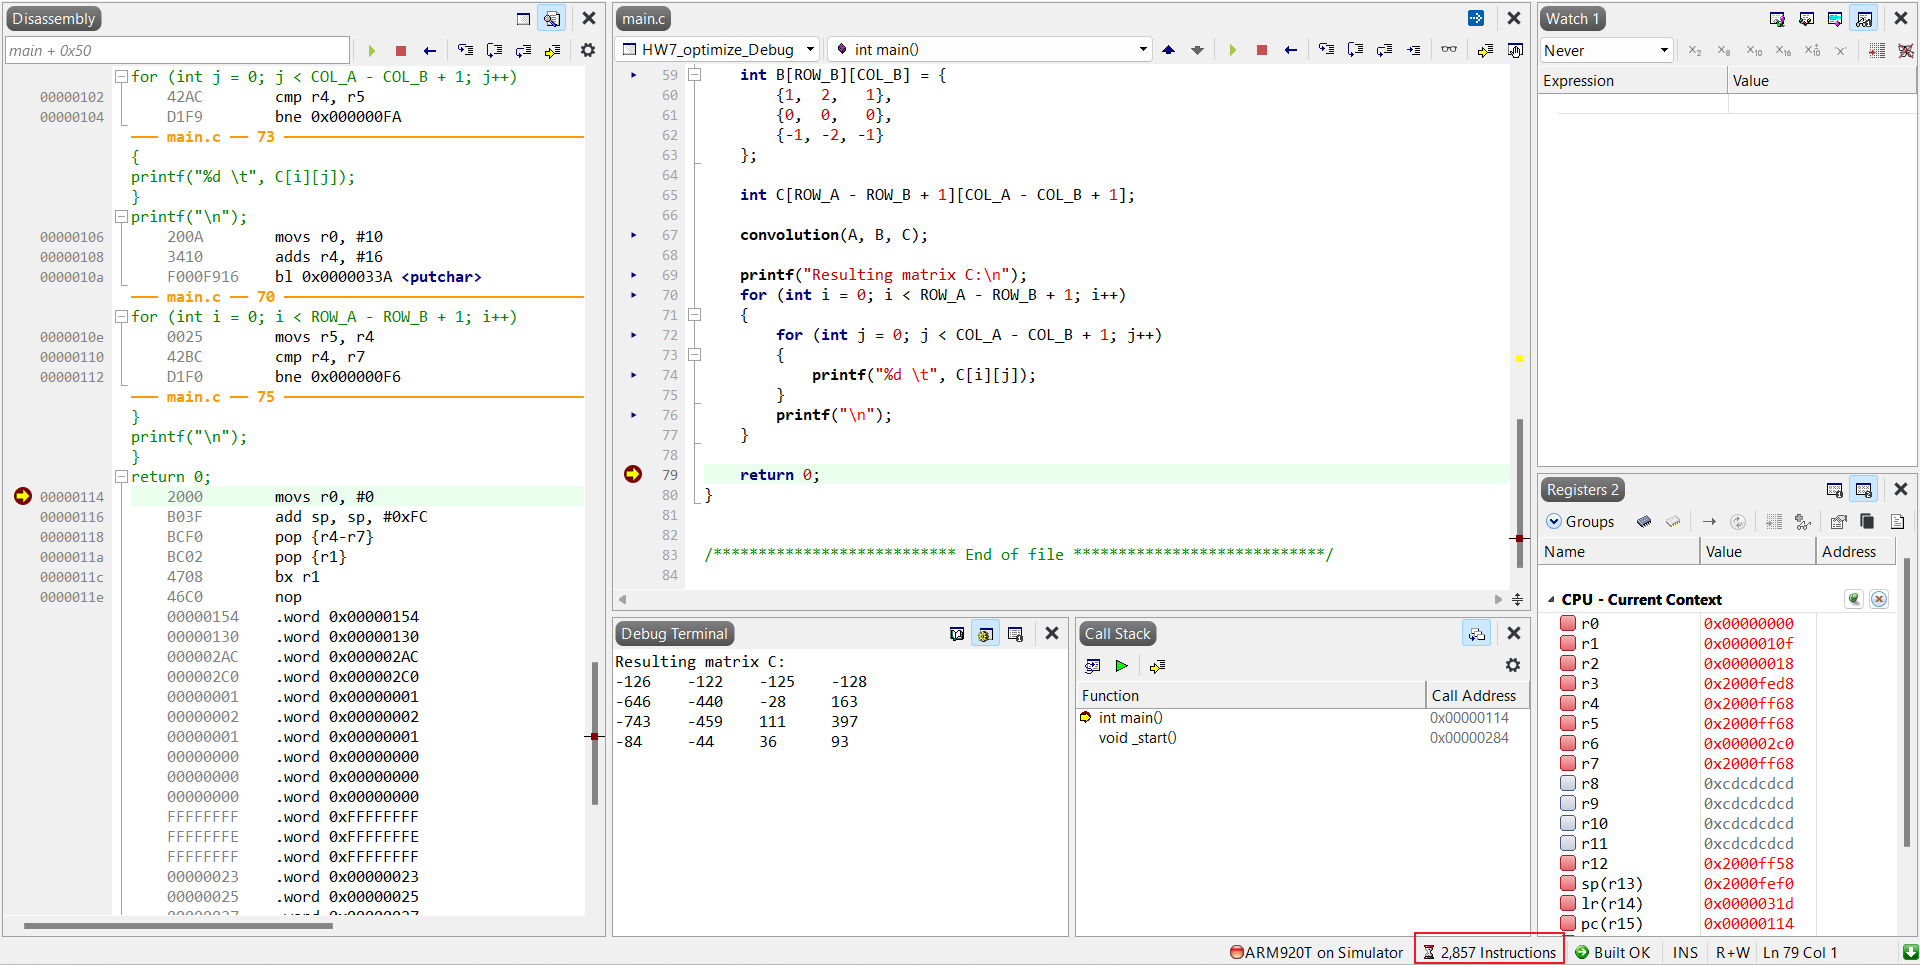 Disassembly
main + 0x50
for (int j = 0; j < COL_A - COL_B + 1; j++)
00000102 42AC cmp r4, r5
00000104 D1F9 bne 0x000000FA
main.c — 73
{
printf("%d \t", C[i][j]);
}
printf("\n");
00000106 200A movs r0, #10
00000108 3410 adds r4, #16
0000010a F000F916 bl 0x0000033A <putchar>
main.c — 70
for (int i = 0; i < ROW_A - ROW_B + 1; i++)
0000010e 0025 movs r5, r4
00000110 42BC cmp r4, r7
00000112 D1F0 bne 0x000000F6
main.c — 75
}
printf("\n");
}
return 0;
00000114 2000 movs r0, #0
00000116 B03F add sp, sp, #0xFC
00000118 BCF0 pop {r4-r7}
0000011a BC02 pop {r1}
0000011c 4708 bx r1
0000011e 46C0 nop
00000154 .word 0x00000154
00000130 .word 0x00000130
000002AC .word 0x000002AC
000002C0 .word 0x000002C0
00000001 .word 0x00000001
00000002 .word 0x00000002
00000001 .word 0x00000001
00000000 .word 0x00000000
00000000 .word 0x00000000
00000000 .word 0x00000000
FFFFFFFF .word 0xFFFFFFFF
FFFFFFFE .word 0xFFFFFFFE
FFFFFFFF .word 0xFFFFFFFF
00000023 .word 0x00000023
00000025 .word 0x00000025
00000027 .word 0x00000027
main.c
HW7_optimize_Debug int main()
59 int B[ROW_B][COL_B] = {
60 {1, 2, 1},
61 {0, 0, 0},
62 {-1, -2, -1}
63 };
64
65 int C[ROW_A - ROW_B + 1][COL_A - COL_B + 1];
66
67 convolution(A, B, C);
68
69 printf("Resulting matrix C:\n");
70 for (int i = 0; i < ROW_A - ROW_B + 1; i++)
71 {
72 for (int j = 0; j < COL_A - COL_B + 1; j++)
73 {
74 printf("%d \t", C[i][j]);
75 }
76 printf("\n");
77 }
78
79 return 0;
80 }
81
82
83 /*************************** End of file ****************************/
84
Debug Terminal
Resulting matrix C:
-126 -122 -125 -128
-646 -440 -28 163
-743 -459 111 397
-84 -44 36 93
Call Stack
Function Call Address
int main() 0x00000114
void _start() 0x00000284
Watch 1
Never x2 x8 x10 x16 x±10 'x'
Expression Value
Registers 2
Groups
Name Value Address
CPU - Current Context
r0 0x00000000
r1 0x0000010f
r2 0x00000018
r3 0x2000fed8
r4 0x2000ff68
r5 0x2000ff68
r6 0x000002c0
r7 0x2000ff68
r8 0xcdcdcdcd
r9 0xcdcdcdcd
r10 0xcdcdcdcd
r11 0xcdcdcdcd
r12 0x2000ff58
sp(r13) 0x2000fef0
lr(r14) 0x0000031d
pc(r15) 0x00000114
ARM920T on Simulator 2,857 Instructions Built OK INS R+W Ln 79 Col 1